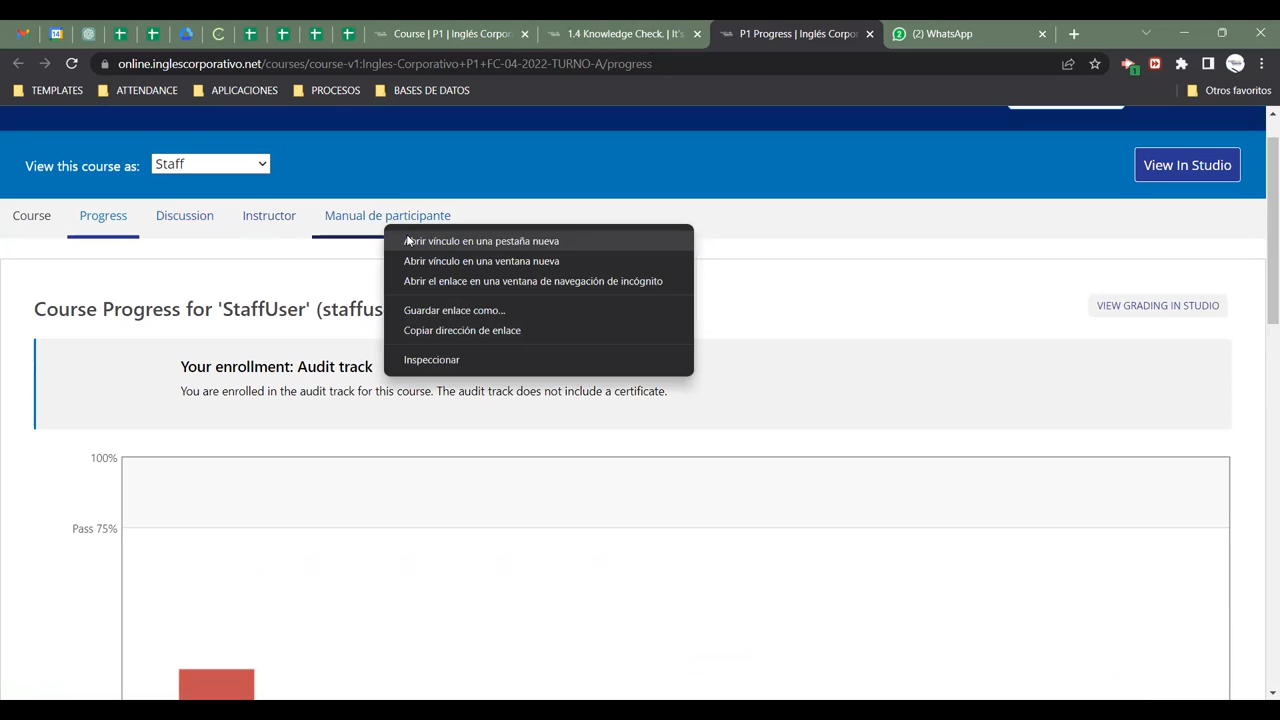 Course | P1 | Inglés Corpor
1.4 Knowledge Check. | It's
P1 Progress | Inglés Corpor
(2) WhatsApp
online.inglescorporativo.net/courses/course-v1:Ingles-Corporativo+P1+FC-04-2022-TURNO-A/progress
TEMPLATES
ATTENDANCE
APLICACIONES
PROCESOS
BASES DE DATOS
Otros favoritos
View this course as:
Staff
View In Studio
Course
Progress
Discussion
Instructor
Manual de participante
Abrir vínculo en una pestaña nueva
Abrir vínculo en una ventana nueva
Abrir el enlace en una ventana de navegación de incógnito
Guardar enlace como...
Copiar dirección de enlace
Inspeccionar
Course Progress for 'StaffUser' (staffus
VIEW GRADING IN STUDIO
Your enrollment: Audit track
You are enrolled in the audit track for this course. The audit track does not include a certificate.
100%
Pass 75%